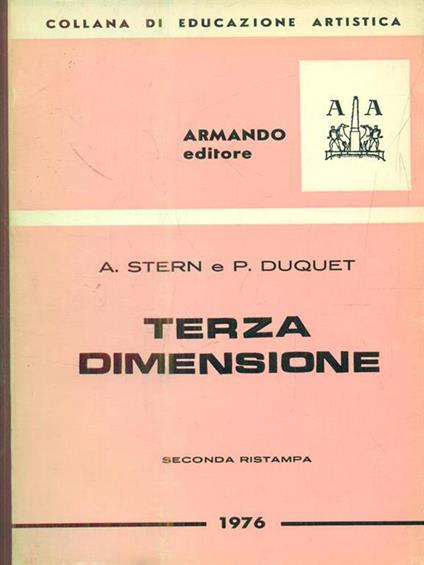 COLLANA DI EDUCAZIONE ARTISTICA
ARMANDO
editore
A A
A. STERN e P. DUQUET
TERZA
DIMENSIONE
SECONDA RISTAMPA
1976